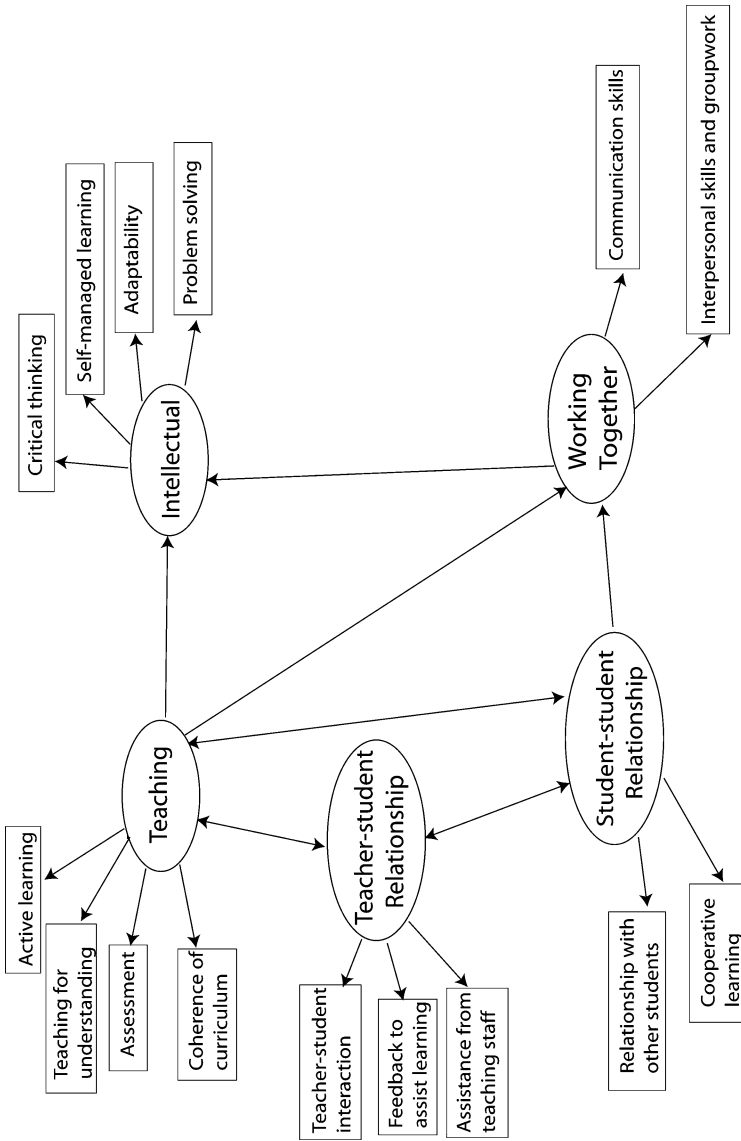 Active learning
Teaching for
understanding
Assessment
Coherence of
curriculum
Teacher-student
interaction
Feedback to
assist learning
Assistance from
teaching staff
Relationship with
other students
Cooperative
learning
Teaching
Teacher-student
Relationship
Student-student
Relationship
Intellectual
Working
Together
Critical thinking
Self-managed learning
Adaptability
Problem solving
Communication skills
Interpersonal skills and groupwork